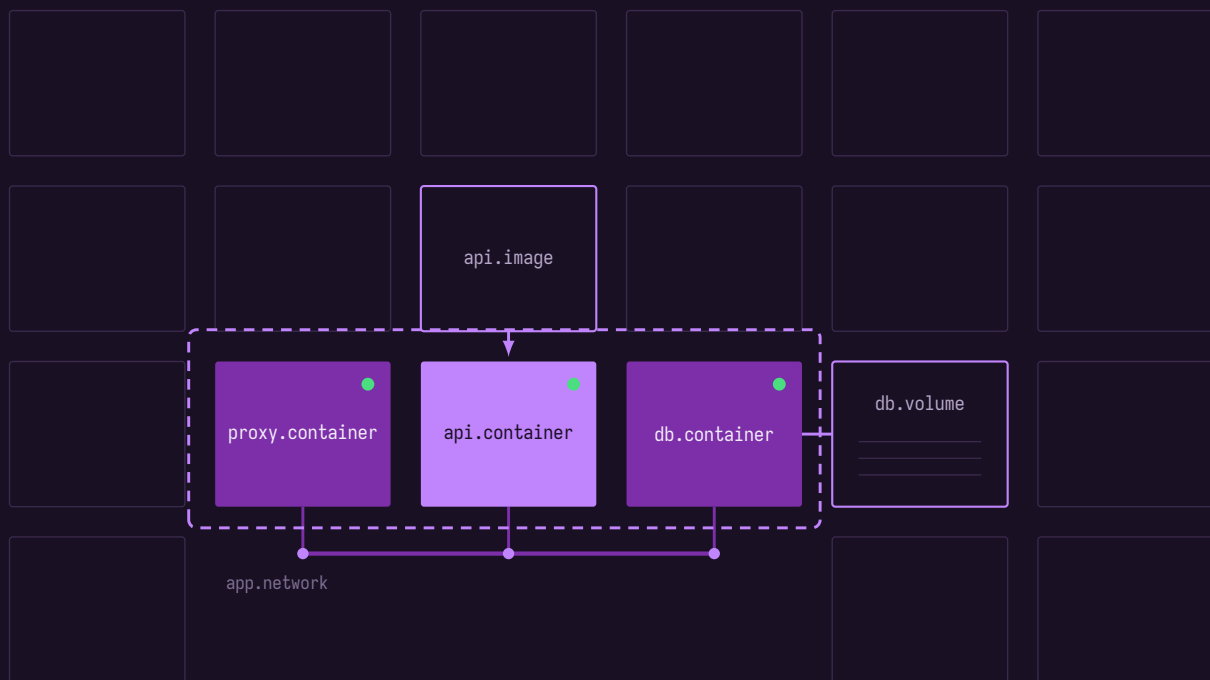 api.image
proxy.container
api.container
db.container
db.volume
app.network